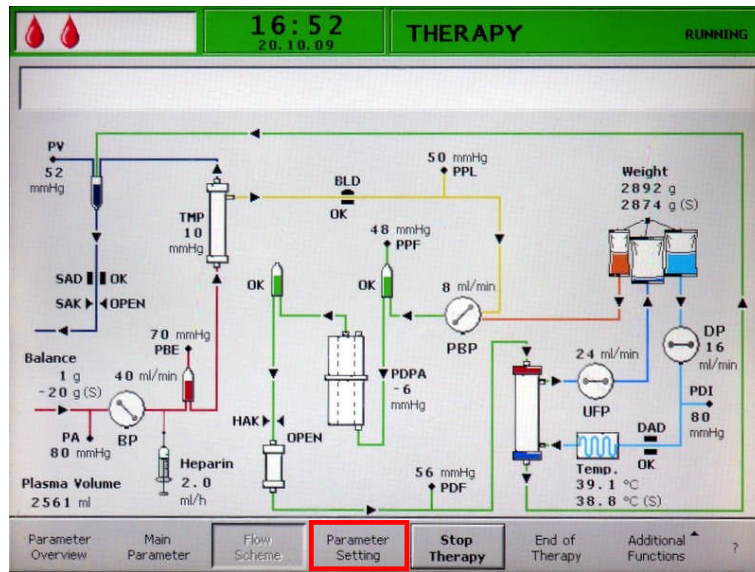 16:52
20.10.09
THERAPY
RUNNING
PV
52
mmHg
50 mmHg
PPL
BLD
OK
Weight
2892 g
2874 g (S)
TMP
10
mmHg
48 mmHg
PPF
SAD OK
SAK OPEN
OK
OK
8 ml/min
PBP
70 mmHg
PBE
DP
16
ml/min
24 ml/min
UFP
Balance
1 g
-20 g (S)
40 ml/min
PDPA
-6
mmHg
PDI
80
mmHg
PA
80 mmHg
BP
HAK
OPEN
DAD
OK
Heparin
2.0
ml/h
56 mmHg
PDF
Temp.
39.1 °C
38.8 °C (S)
Plasma Volume
2561 ml
Parameter
Overview
Main
Parameter
Flow
Scheme
Parameter
Setting
Stop
Therapy
End of
Therapy
Additional
Functions
?